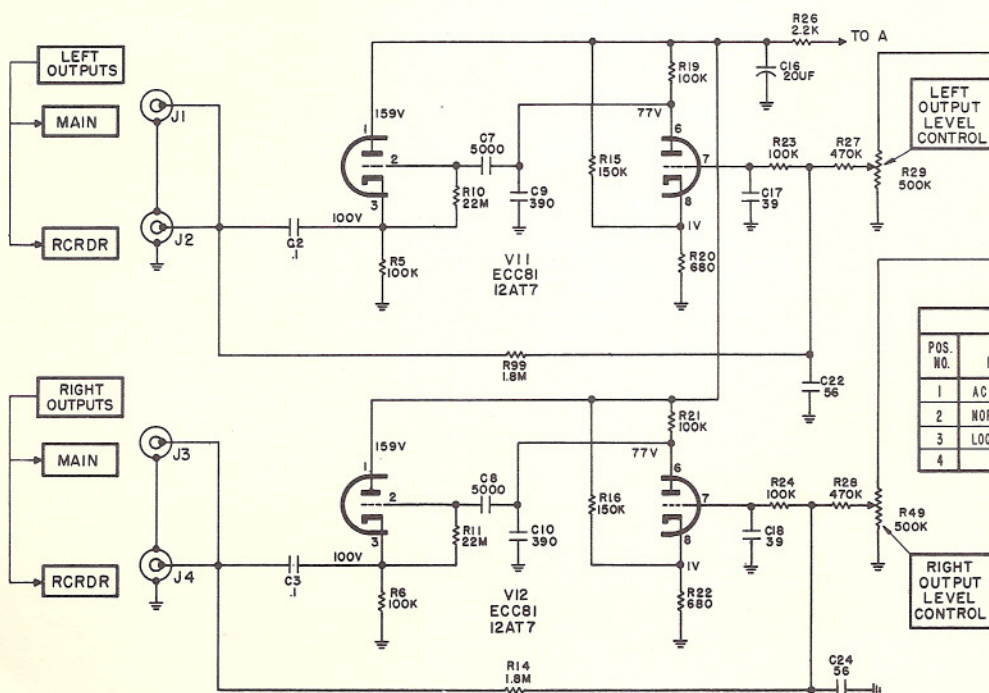 R26
2.2K
TO A
LEFT
OUTPUTS
MAIN
RCRDR
J1
J2
159V
1
2
3
C7
5000
R10
22M
C9
390
100V
C2
.1
R5
100K
V11
ECC81
12AT7
R19
100K
77V
6
7
8
R15
150K
1V
R20
680
C16
20UF
R23
100K
R27
470K
C17
39
LEFT
OUTPUT
LEVEL
CONTROL
R29
500K
R99
1.8M
C22
56
RIGHT
OUTPUTS
MAIN
RCRDR
J3
J4
159V
1
2
3
C8
5000
R11
22M
C10
390
100V
C3
.1
R6
100K
V12
ECC81
12AT7
R21
100K
77V
6
7
8
R16
150K
1V
R22
680
R24
100K
R28
470K
C18
39
R49
500K
RIGHT
OUTPUT
LEVEL
CONTROL
R14
1.8M
C24
56
POS.
NO.
1 AC
2
3
4